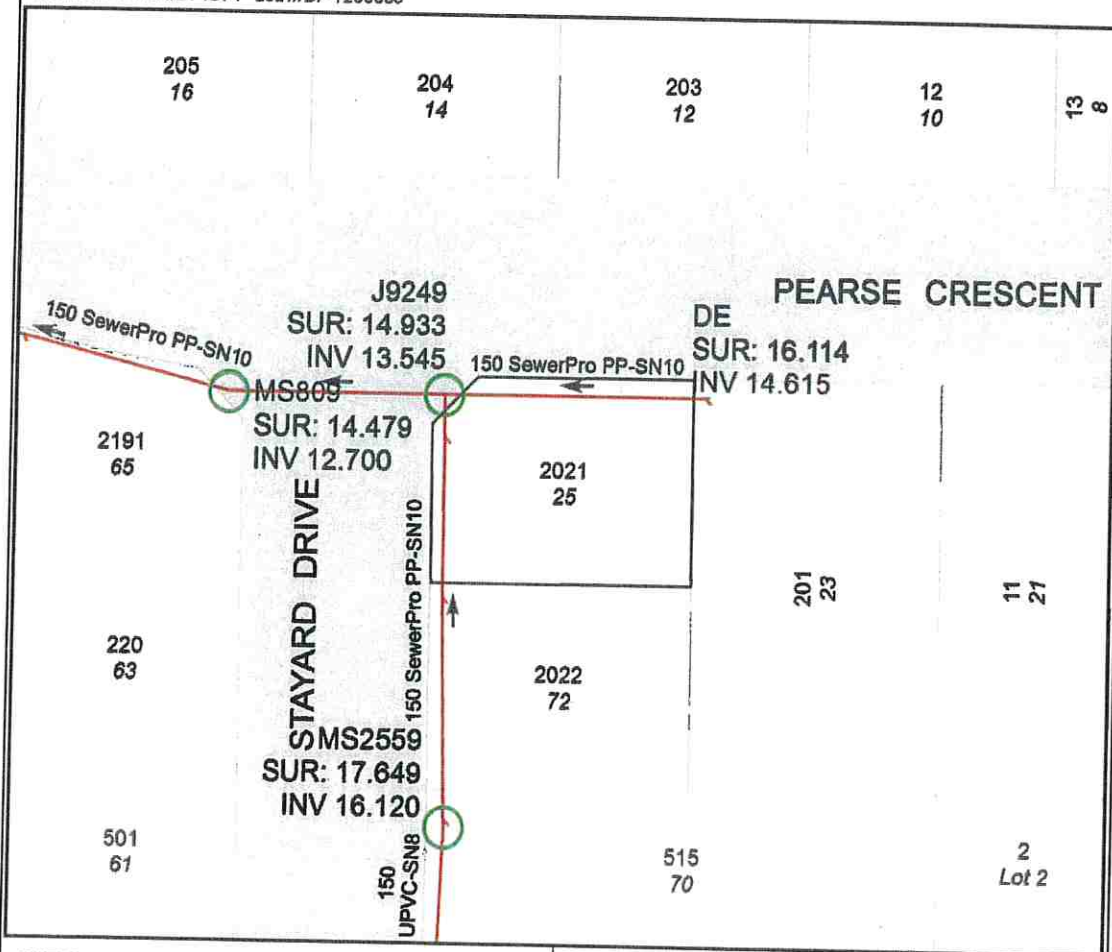 205
16
204
14
203
12
12
10
13
8
PEARSE CRESCENT
J9249
SUR: 14.933
INV 13.545
DE
SUR: 16.114
INV 14.615
150 SewerPro PP-SN10
150 SewerPro PP-SN10
MS809
SUR: 14.479
INV 12.700
2191
65
2021
25
STAYARD DRIVE
150 SewerPro PP-SN10
201
23
11
21
220
63
2022
72
SMS2559
SUR: 17.649
INV 16.120
501
61
150
UPVC-SN8
515
70
2
Lot 2